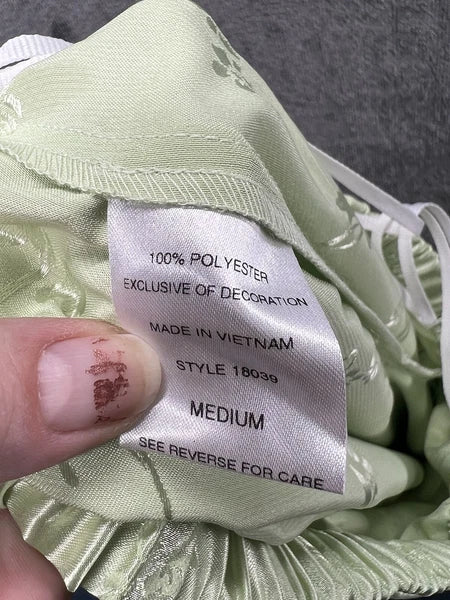 100% POLYESTER
EXCLUSIVE OF DECORATION
MADE IN VIETNAM
STYLE 18039
MEDIUM
SEE REVERSE FOR CARE